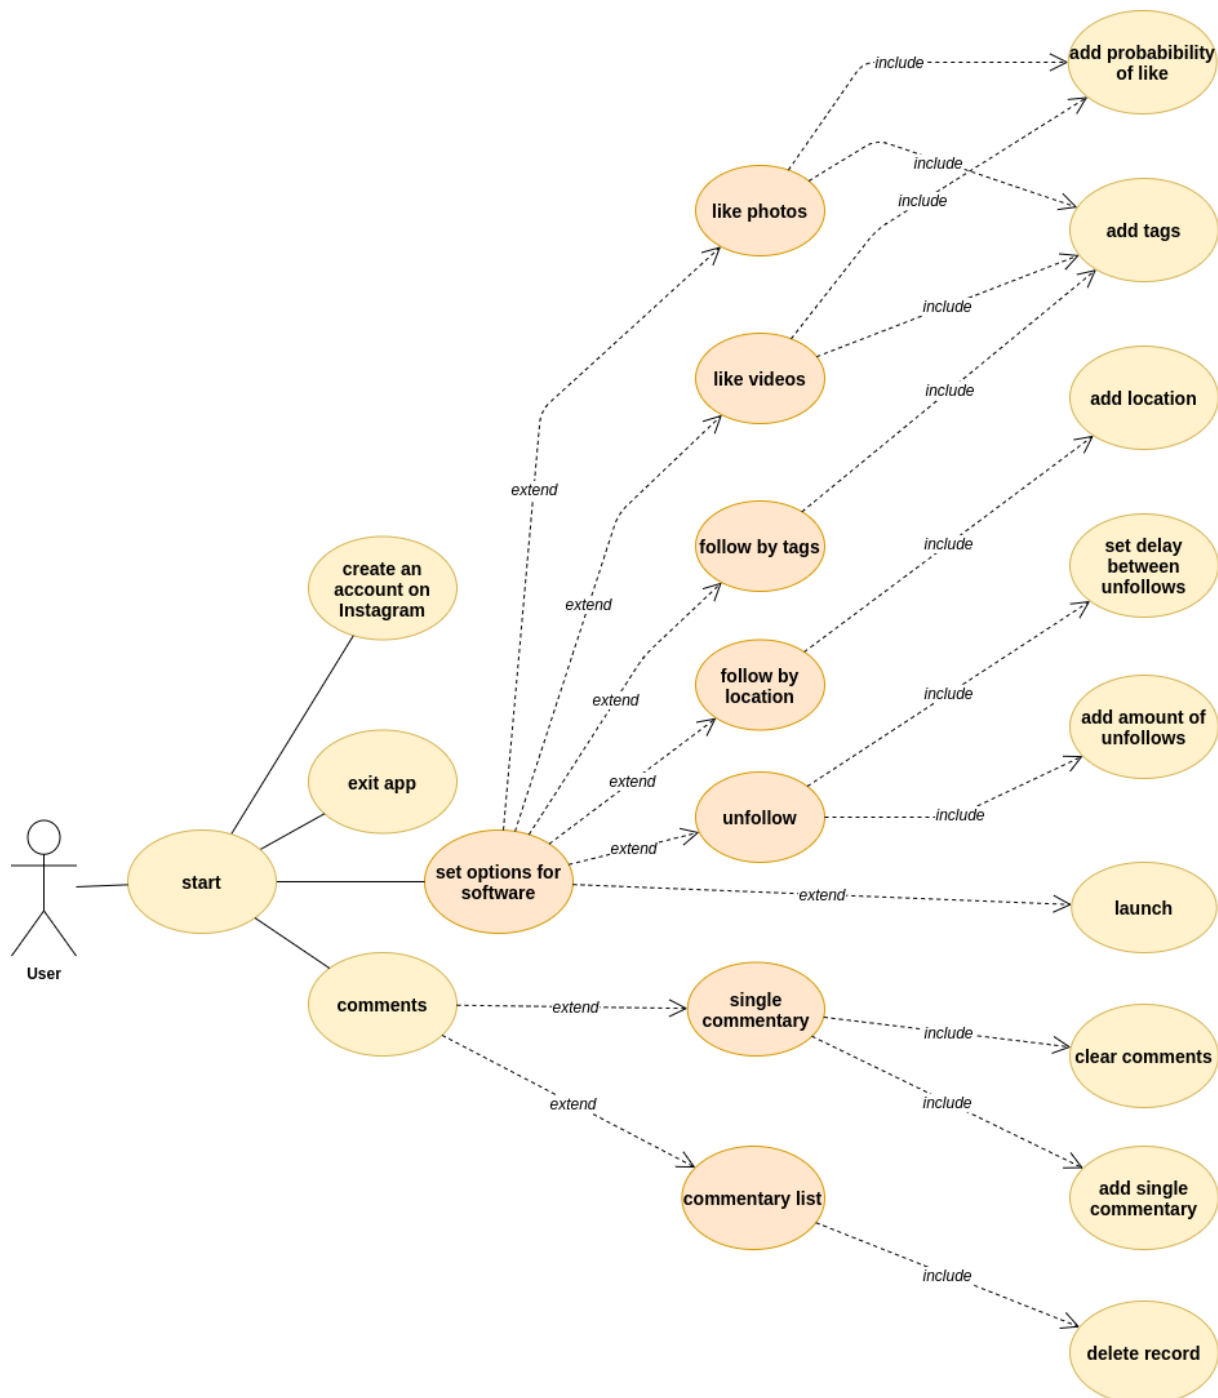 add probabibility
of like
include
include
include
like photos
add tags
include
like videos
include
add location
extend
follow by tags
include
set delay
between
unfollows
create an
account on
Instagram
extend
follow by
location
include
extend
add amount of
unfollows
exit app
extend
unfollow
include
extend
set options for
software
start
extend
launch
User
comments
extend
single
commentary
include
clear comments
extend
include
commentary list
add single
commentary
include
delete record